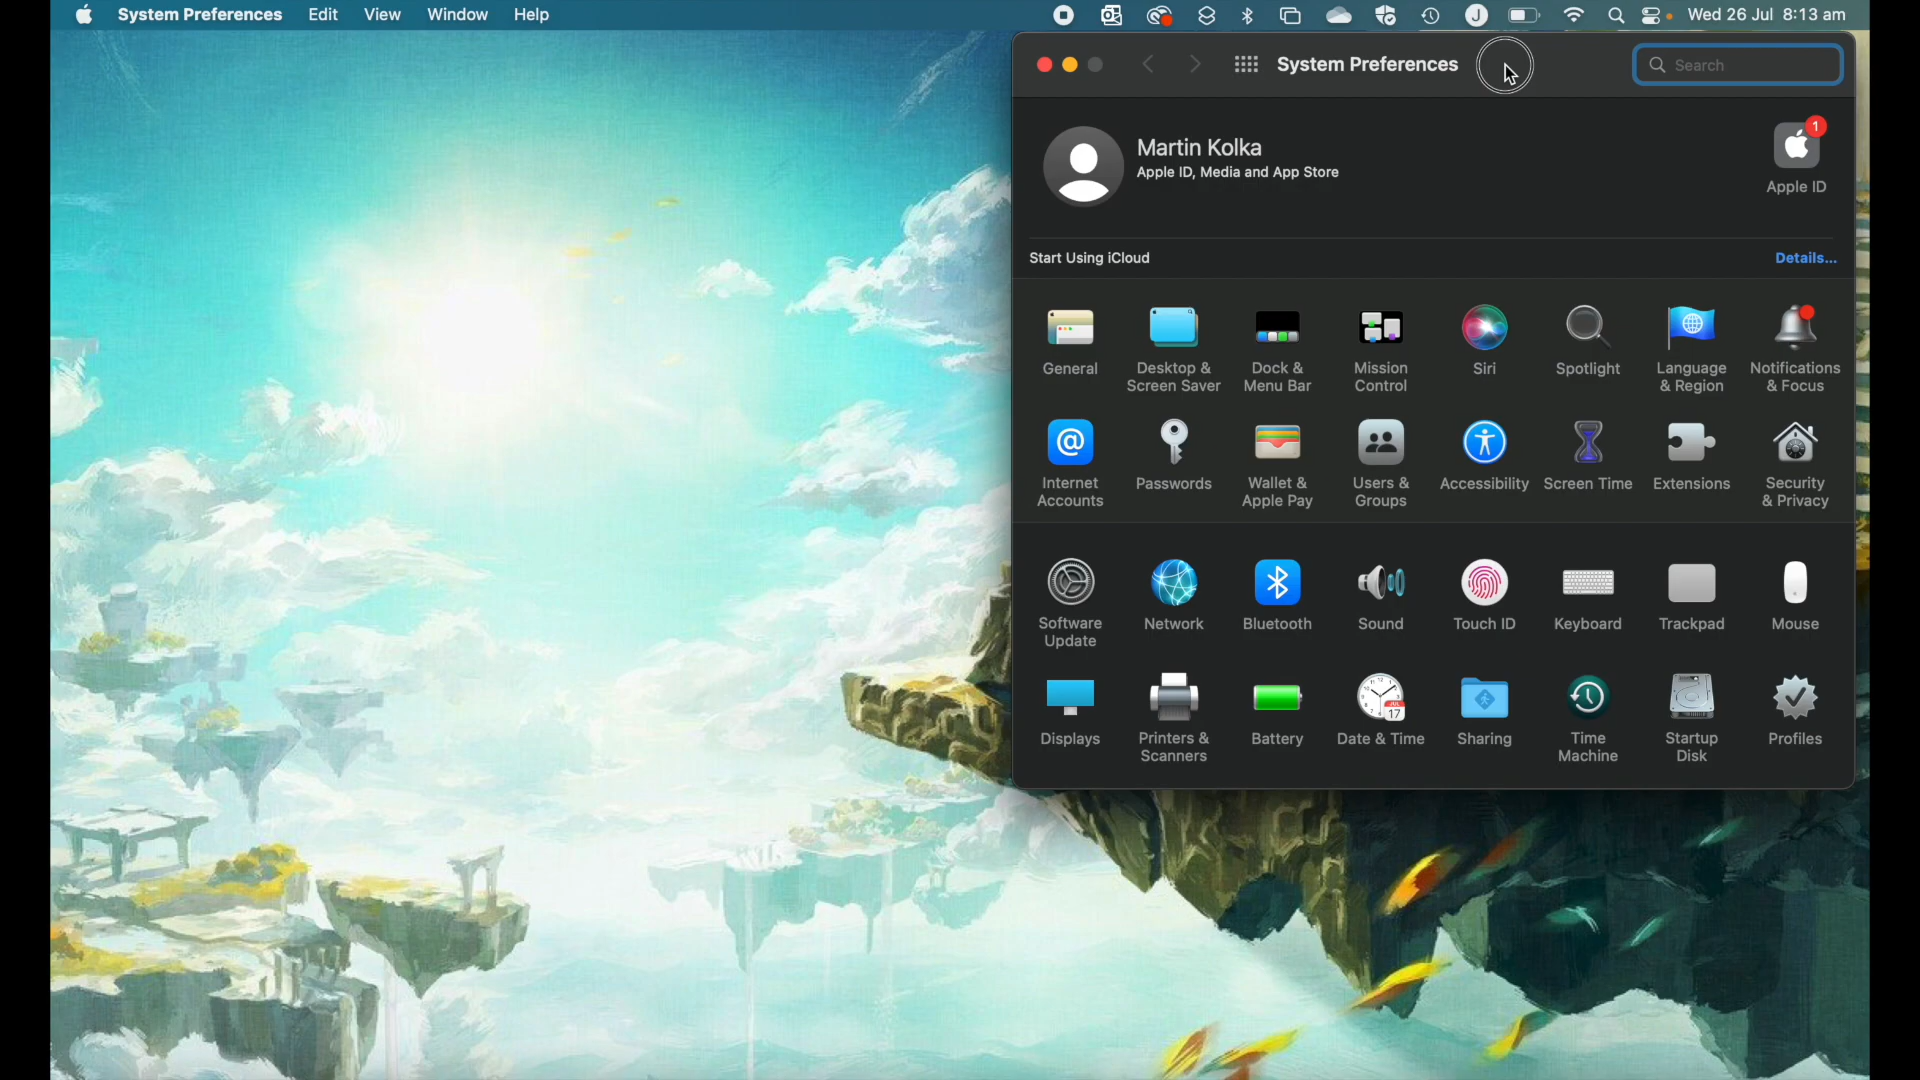 System Preferences Edit View Window Help J Wed 26 Jul 8:13 am
System Preferences Search
Martin Kolka
Apple ID, Media and App Store
1
Apple ID
Start Using iCloud Details...
General Desktop & Screen Saver Dock & Menu Bar Mission Control Siri Spotlight Language & Region Notifications & Focus
Internet Accounts Passwords Wallet & Apple Pay Users & Groups Accessibility Screen Time Extensions Security & Privacy
Software Update Network Bluetooth Sound Touch ID Keyboard Trackpad Mouse
JUL
17
Displays Printers & Scanners Battery Date & Time Sharing Time Machine Startup Disk Profiles